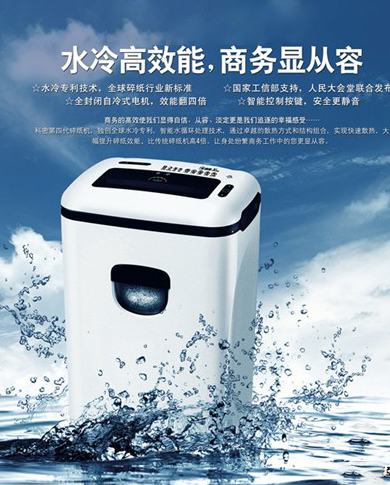 水冷高效能,商务显从容
☆水冷专利技术，全球碎纸行业新标准 ☆国家工信部支持，人民大会堂联合发布
☆全封闭自冷式电机，效能翻四倍 ☆智能控制按键，安全更静音
商务的高效使我们显得自信，从容，淡定更是我们追逐的幸福感受……
科密第四代碎纸机，独创全球水冷专利，智能水循环处理技术，通过卓越的散热方式和结构组合，实现快速散热，大
幅提升碎纸效能，比传统碎纸机高4倍，让身处纷繁商务工作中的您更显从容。